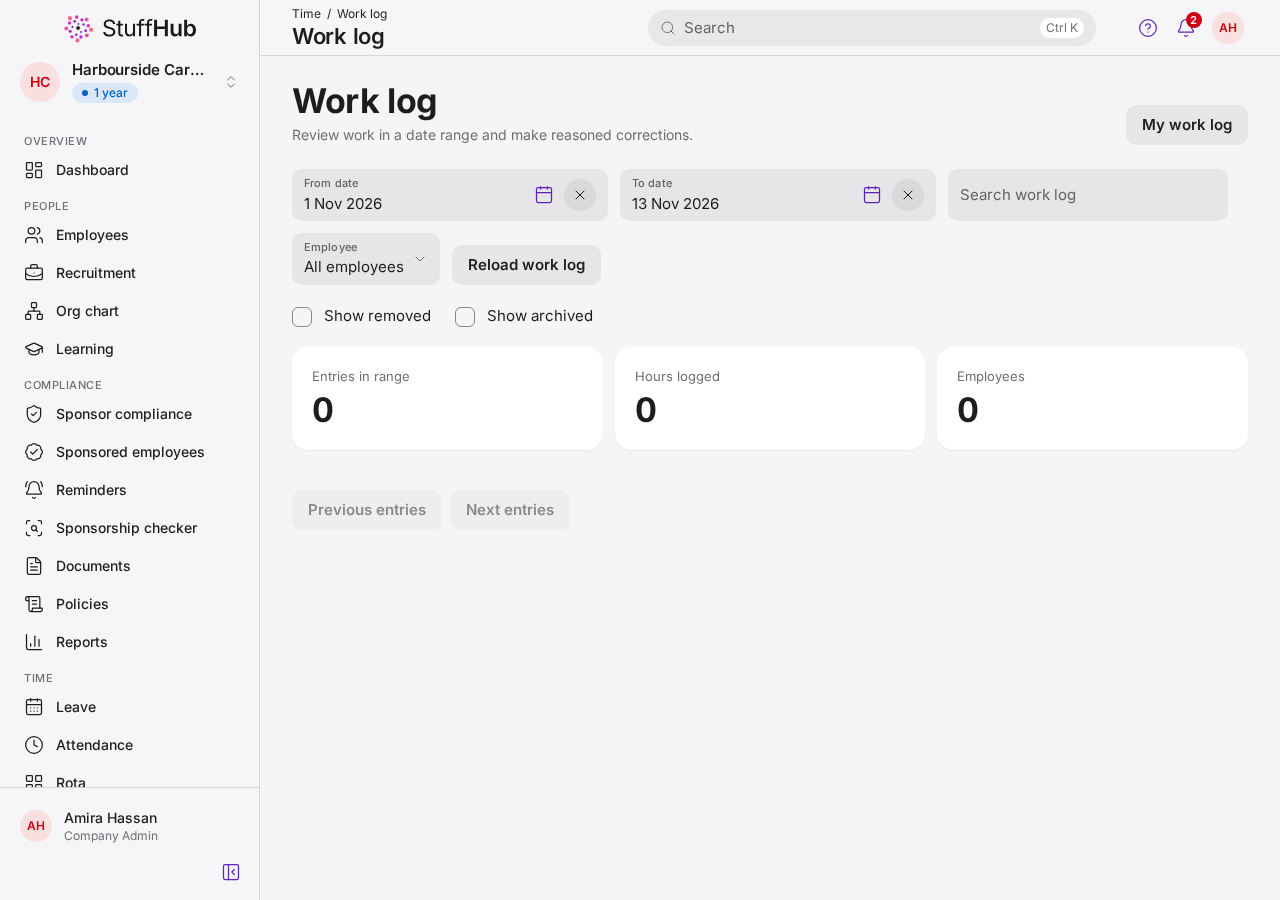 StuffHub
HC
Harbourside Car...
1 year
OVERVIEW
Dashboard
PEOPLE
Employees
Recruitment
Org chart
Learning
COMPLIANCE
Sponsor compliance
Sponsored employees
Reminders
Sponsorship checker
Documents
Policies
Reports
TIME
Leave
Attendance
Rota
AH
Amira Hassan
Company Admin
Time / Work log
Work log
Search
Ctrl K
2
AH
Work log
Review work in a date range and make reasoned corrections.
My work log
From date
1 Nov 2026
To date
13 Nov 2026
Search work log
Employee
All employees
Reload work log
Show removed
Show archived
Entries in range
0
Hours logged
0
Employees
0
Previous entries
Next entries